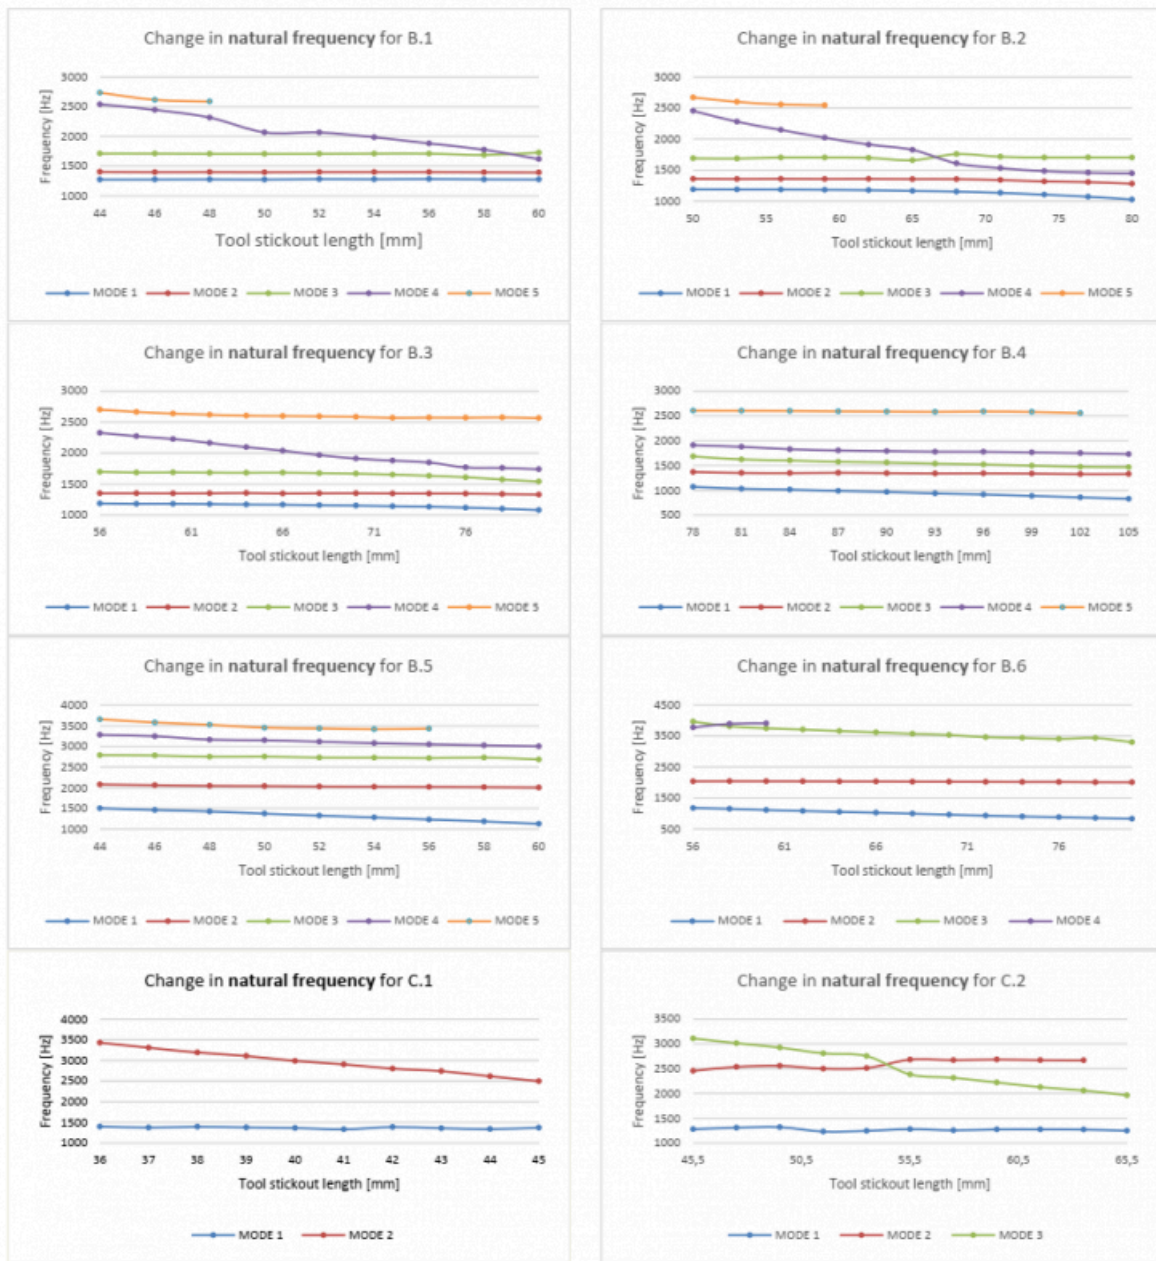 Change in natural frequency for B.1
Frequency [Hz]
3000
2500
2000
1500
1000
44 46 48 50 52 54 56 58 60
Tool stickout length [mm]
MODE 1 MODE 2 MODE 3 MODE 4 MODE 5
Change in natural frequency for B.2
Frequency [Hz]
3000
2500
2000
1500
1000
50 55 60 65 70 75 80
Tool stickout length [mm]
MODE 1 MODE 2 MODE 3 MODE 4 MODE 5
Change in natural frequency for B.3
Frequency [Hz]
3000
2500
2000
1500
1000
56 61 66 71 76
Tool stickout length [mm]
MODE 1 MODE 2 MODE 3 MODE 4 MODE 5
Change in natural frequency for B.4
Frequency [Hz]
3000
2500
2000
1500
1000
500
78 81 84 87 90 93 96 99 102 105
Tool stickout length [mm]
MODE 1 MODE 2 MODE 3 MODE 4 MODE 5
Change in natural frequency for B.5
Frequency [Hz]
4000
3500
3000
2500
2000
1500
1000
44 46 48 50 52 54 56 58 60
Tool stickout length [mm]
MODE 1 MODE 2 MODE 3 MODE 4 MODE 5
Change in natural frequency for B.6
Frequency [Hz]
4500
3500
2500
1500
500
56 61 66 71 76
Tool stickout length [mm]
MODE 1 MODE 2 MODE 3 MODE 4
Change in natural frequency for C.1
Frequency [Hz]
4000
3500
3000
2500
2000
1500
1000
36 37 38 39 40 41 42 43 44 45
Tool stickout length [mm]
MODE 1 MODE 2
Change in natural frequency for C.2
Frequency [Hz]
3500
3000
2500
2000
1500
1000
45,5 50,5 55,5 60,5 65,5
Tool stickout length [mm]
MODE 1 MODE 2 MODE 3